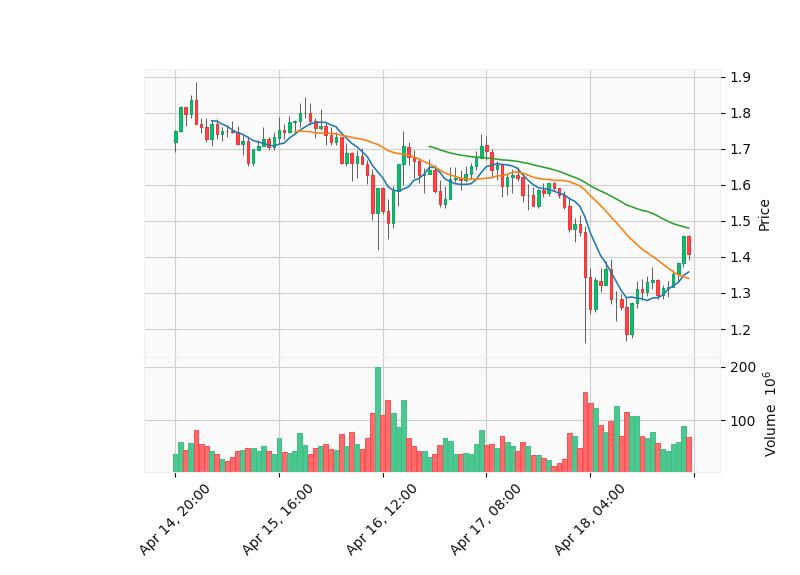 1.9
1.8
1.7
1.6
1.5
1.4
1.3
1.2
Price
200
100
Volume 10^6
Apr 14, 20:00
Apr 15, 16:00
Apr 16, 12:00
Apr 17, 08:00
Apr 18, 04:00